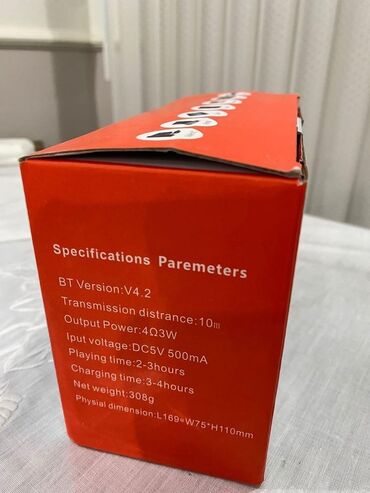 Specifications Paremeters
BT Version:V4.2
Transmission distrance:10m
Output Power:4Ω3W
Iput voltage:DC5V 500mA
Playing time:2-3hours
Charging time:3-4hours
Net weight:308g
Physial dimension:L169*W75*H110mm